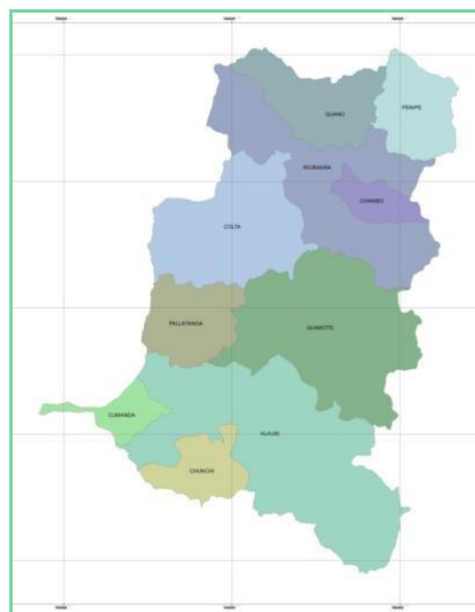 GUANO
PENIPE
RIOBAMBA
CHAMBO
COLTA
PALLATANGA
GUAMOTE
CUMANDA
ALAUSI
CHUNCHI